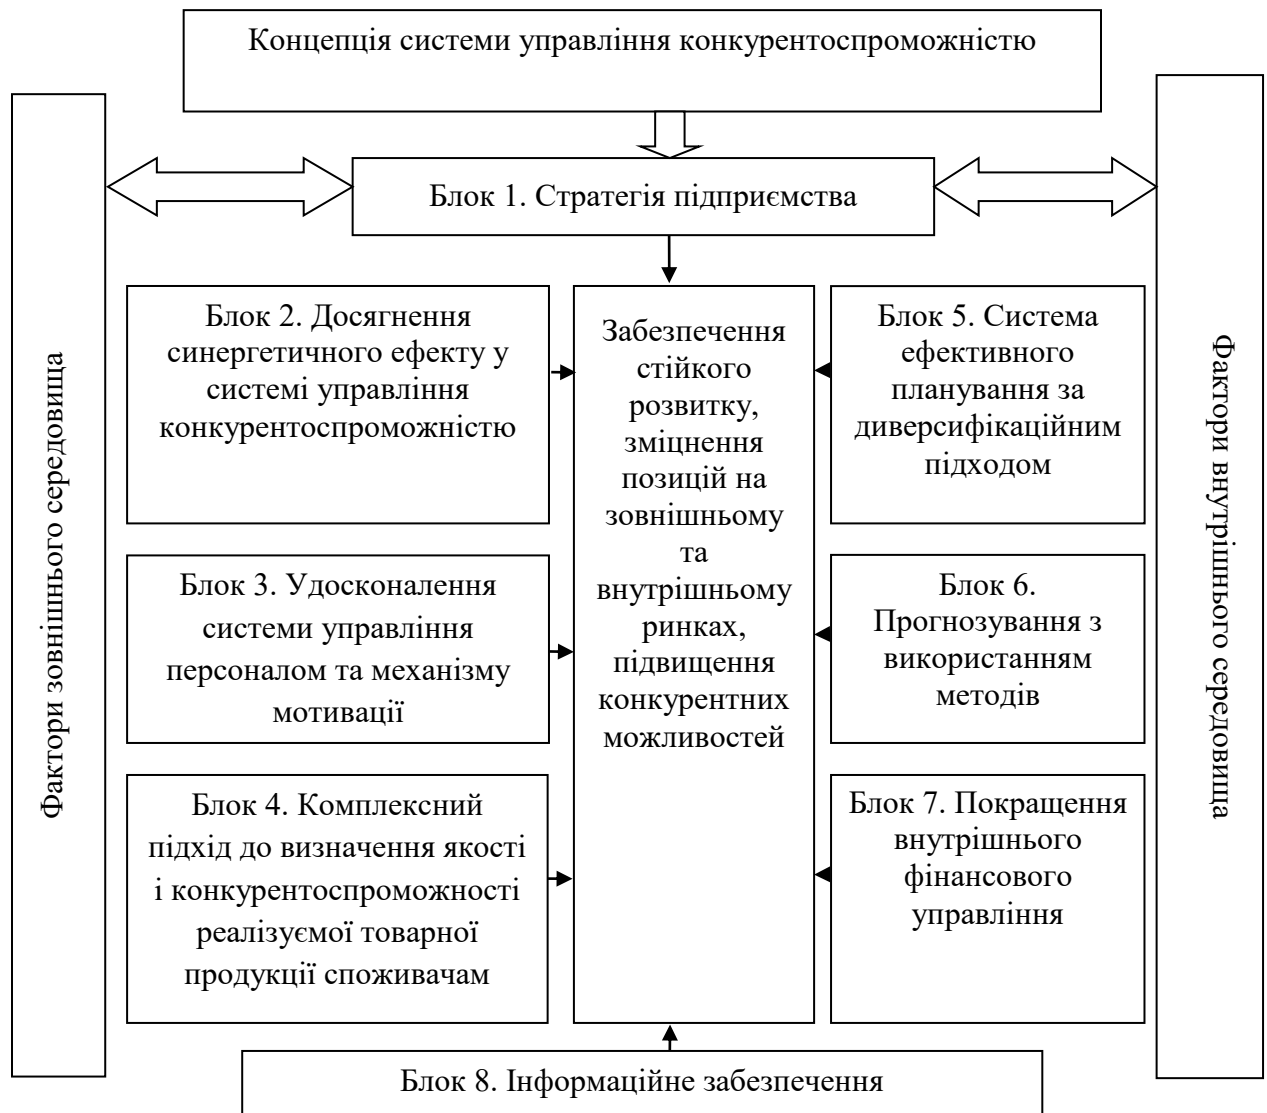 Концепція системи управління конкурентоспроможністю
Блок 1. Стратегія підприємства
Фактори зовнішнього середовища
Блок 2. Досягнення
синергетичного ефекту у
системі управління
конкурентоспроможністю
Блок 3. Удосконалення
системи управління
персоналом та механізму
мотивації
Блок 4. Комплексний
підхід до визначення якості
і конкурентоспроможності
реалізуємої товарної
продукції споживачам
Забезпечення
стійкого
розвитку,
зміцнення
позицій на
зовнішньому
та
внутрішньому
ринках,
підвищення
конкурентних
можливостей
Блок 5. Система
ефективного
планування за
диверсифікаційним
підходом
Блок 6.
Прогнозування з
використанням
методів
Блок 7. Покращення
внутрішнього
фінансового
управління
Фактори внутрішнього середовища
Блок 8. Інформаційне забезпечення